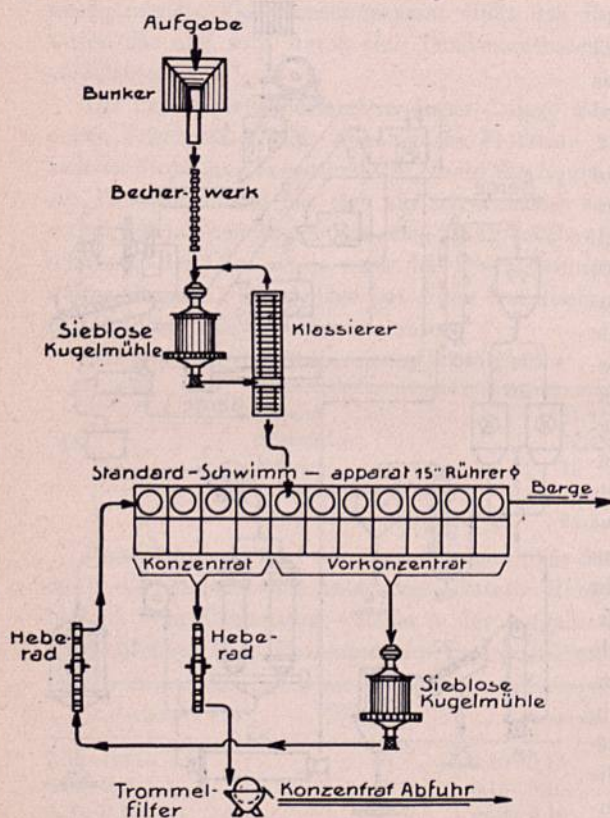 Aufgabe
Bunker
Becher-werk
Sieblose
Kugelmühle
Klassierer
Standard-Schwimm — apparat 15" Rührer ϕ
Berge
Konzentrat
Vorkonzentrat
Hebe-
rad
Hebe-
rad
Sieblose
Kugelmühle
Trommel-
filter
Konzentrat Abfuhr